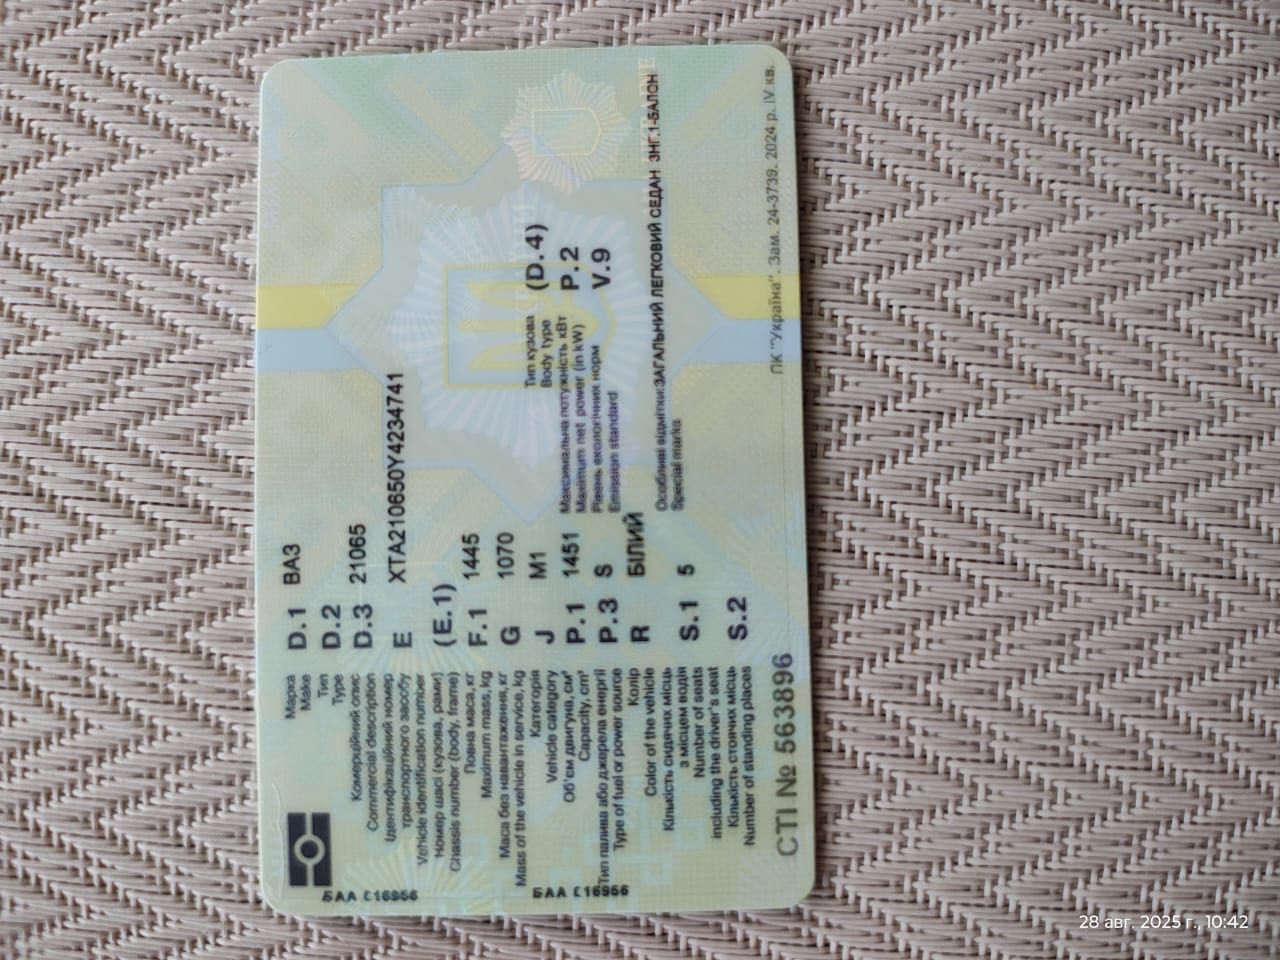 Марка
Make
D.1 ВАЗ
Тип
Type
D.2
Комерційний опис
Commercial description
D.3 21065
Ідентифікаційний номер
транспортного засобу
Vehicle identification number
E XTA210650Y4234741
Номер шасі (кузова, рами)
Chassis number (body, frame)
(E.1)
Повна маса, кг
Maximum mass, kg
F.1 1445
Маса без навантаження, кг
Mass of the vehicle in service, kg
G 1070
Категорія
Vehicle category
J M1
Тип кузова
Body type
(D.4)
Об'єм двигуна, см³
Capacity, cm³
P.1 1451
Максимальна потужність кВт
Maximum net power (in kW)
P.2
Тип палива або джерела енергії
Type of fuel or power source
P.3 S
Рівень екологічних норм
Emission standard
V.9
Колір
Color of the vehicle
R БІЛИЙ
Кількість сидячих місць
з місцем водія
Number of seats
including the driver's seat
S.1 5
Особливі відмітки:ЗАГАЛЬНИЙ ЛЕГКОВИЙ СЕДАН ЗНГ.1-БАЛОН
Special marks
Кількість стоячих місць
Number of standing places
S.2
СТІ № 563896
ПК "Україна". Зам. 24-3739. 2024 р. IV кв.
28 авг. 2025 г., 10:42